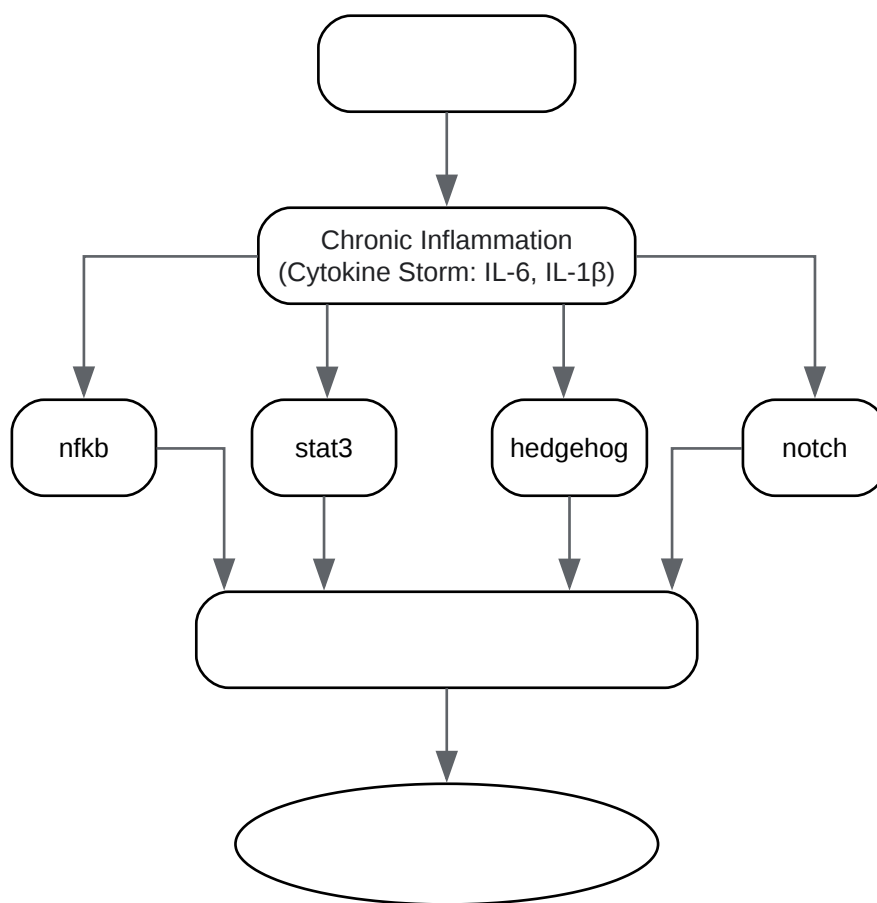 Chronic Inflammation
(Cytokine Storm: IL-6, IL-1β)
nfkb
stat3
hedgehog
notch